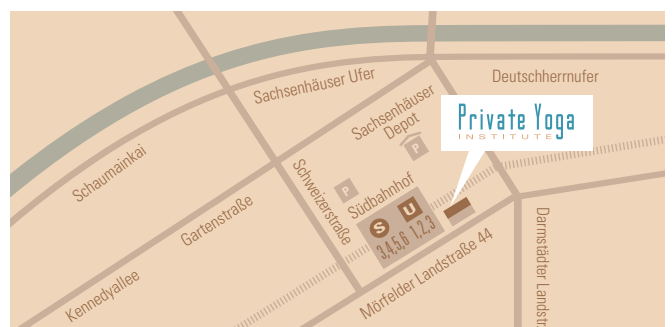 Sachsenhäuser Ufer
Deutschherrnufer
Sachsenhäuser
Depot
P
Private Yoga
INSTITUTE
Schaumainkai
P
Schweizerstraße
Südbahnhof
Gartenstraße
S U
3,4,5,6 1,2,3
Mörfelder Landstraße 44
Darmstädter Landstr
Kennedyallee